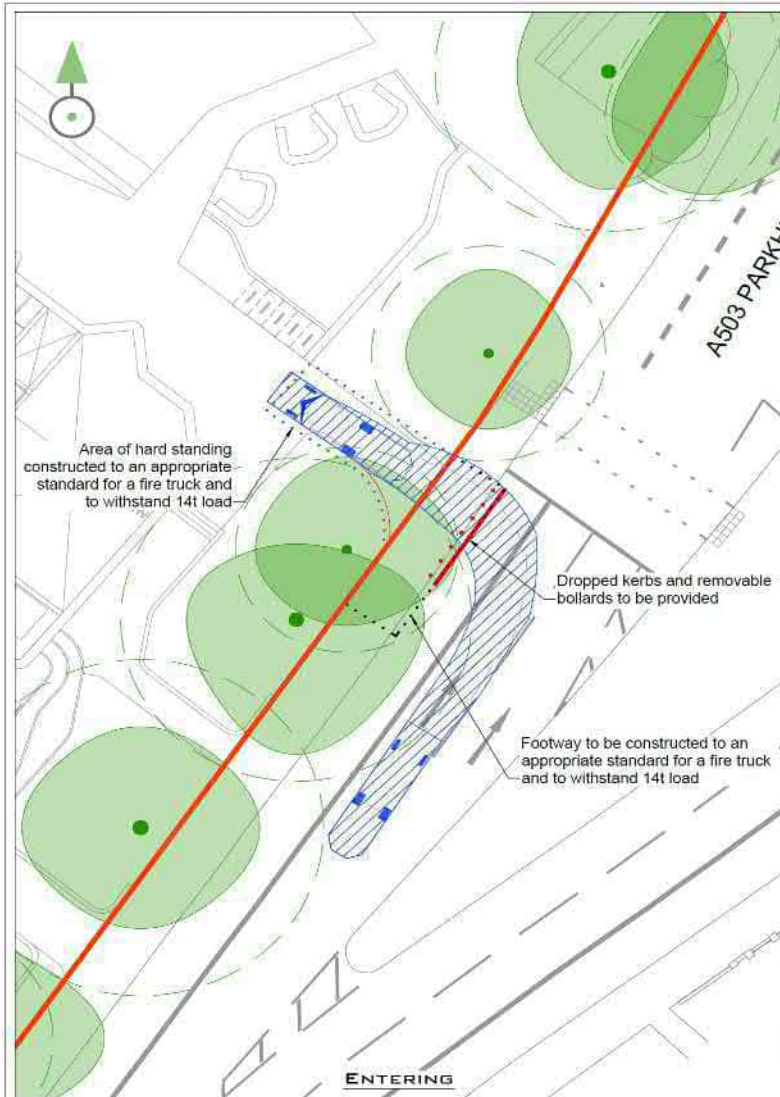 A503 PARKH
Area of hard standing
constructed to an appropriate
standard for a fire truck and
to withstand 14t load
Dropped kerbs and removable
bollards to be provided
Footway to be constructed to an
appropriate standard for a fire truck
and to withstand 14t load
ENTERING